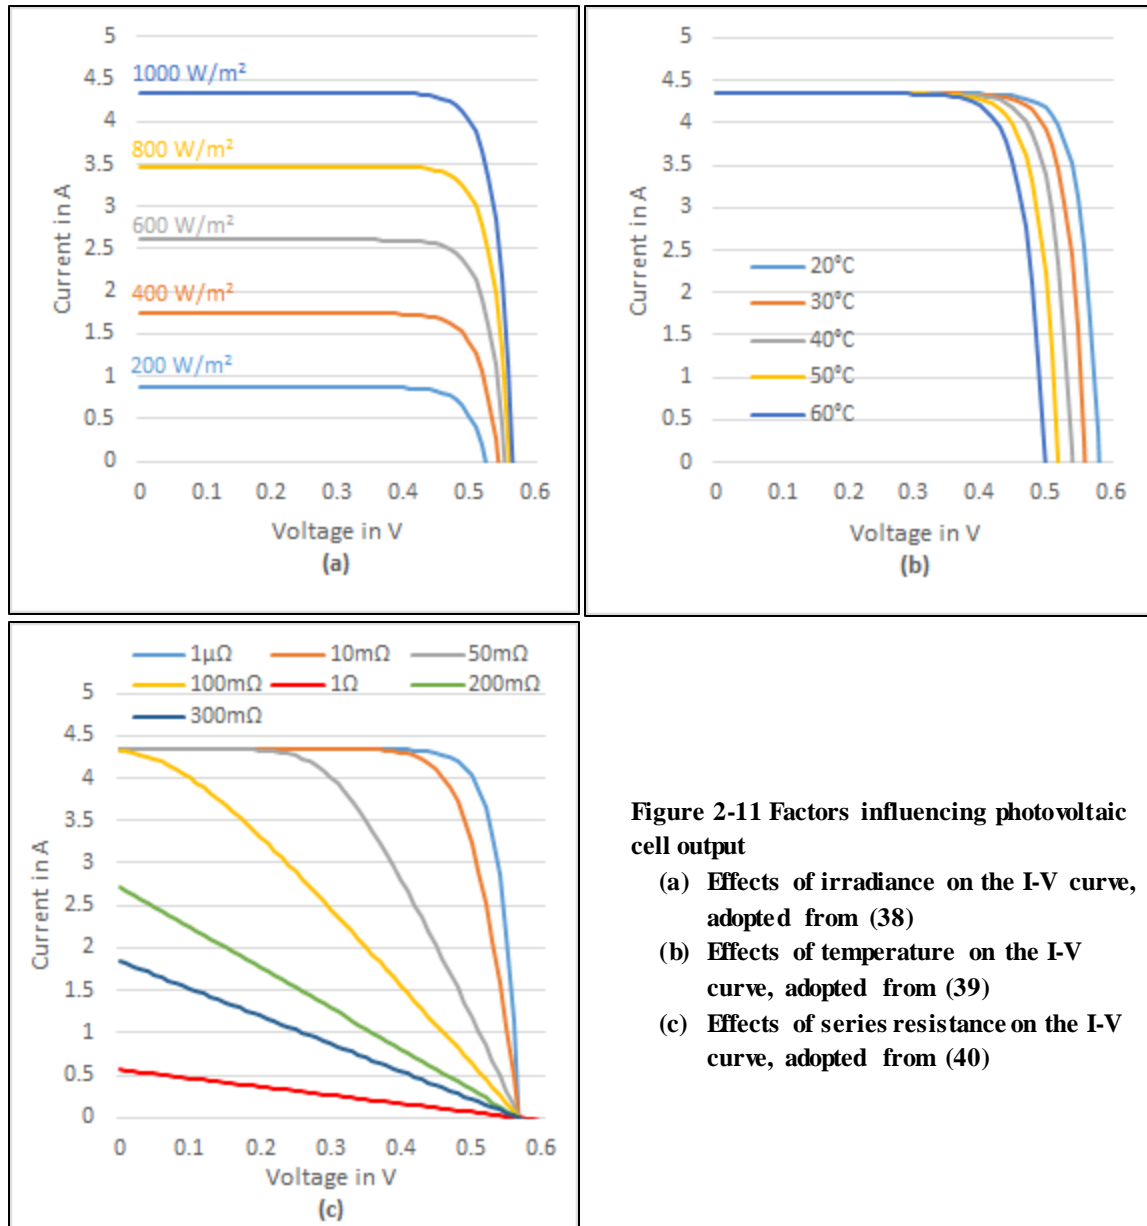 5
4.5
4
3.5
3
2.5
2
1.5
1
0.5
0
1000 W/m²
800 W/m²
600 W/m²
400 W/m²
200 W/m²
Current in A
0 0.1 0.2 0.3 0.4 0.5 0.6
Voltage in V
(a)
5
4.5
4
3.5
3
2.5
2
1.5
1
0.5
0
Current in A
20°C
30°C
40°C
50°C
60°C
0 0.1 0.2 0.3 0.4 0.5 0.6
Voltage in V
(b)
1µΩ 10mΩ 50mΩ
100mΩ 1Ω 200mΩ
300mΩ
5
4.5
4
3.5
3
2.5
2
1.5
1
0.5
0
Current in A
0 0.1 0.2 0.3 0.4 0.5 0.6
Voltage in V
(c)
Figure 2-11 Factors influencing photovoltaic
cell output
(a) Effects of irradiance on the I-V curve,
adopted from (38)
(b) Effects of temperature on the I-V
curve, adopted from (39)
(c) Effects of series resistance on the I-V
curve, adopted from (40)